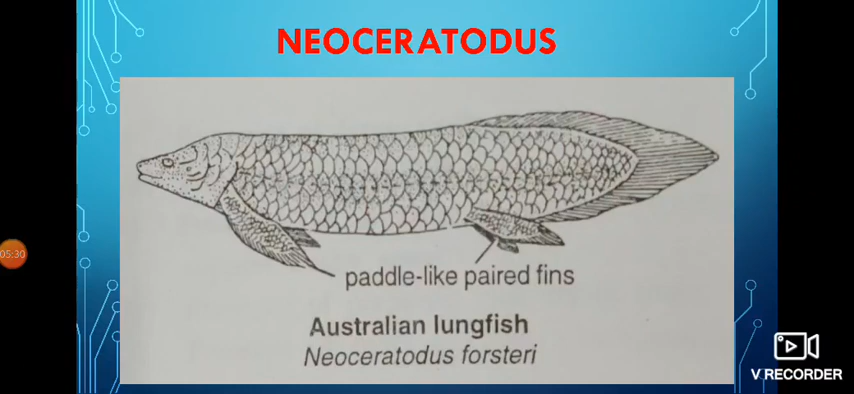 NEOCERATODUS
05:30
paddle-like paired fins
Australian lungfish
Neoceratodus forsteri
V RECORDER